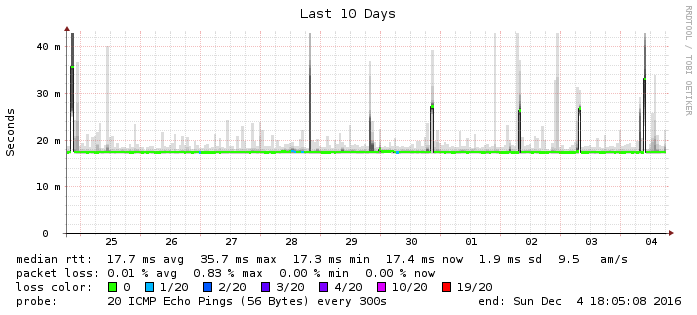 Last 10 Days
RRDTOOL / TOBI OETIKER
Seconds
40 m
30 m
20 m
10 m
0
25 26 27 28 29 30 01 02 03 04
median rtt: 17.7 ms avg 35.7 ms max 17.3 ms min 17.4 ms now 1.9 ms sd 9.5 am/s
packet loss: 0.01 % avg 0.83 % max 0.00 % min 0.00 % now
loss color: 0 1/20 2/20 3/20 4/20 10/20 19/20
probe: 20 ICMP Echo Pings (56 Bytes) every 300s end: Sun Dec 4 18:05:08 2016